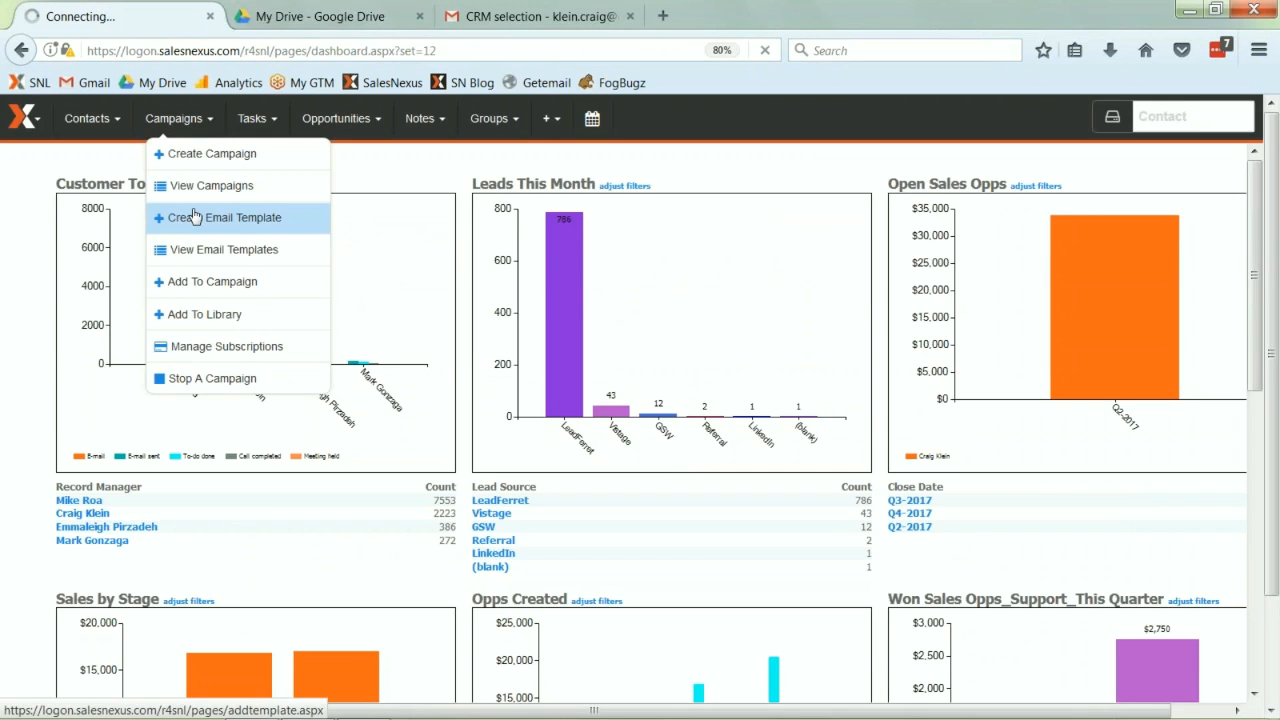 Connecting...
My Drive - Google Drive
CRM selection - klein.craig@
https://logon.salesnexus.com/r4snl/pages/dashboard.aspx?set=12
80%
Search
7
SNL
Gmail
My Drive
Analytics
My GTM
SalesNexus
SN Blog
Getemail
FogBugz
Contacts
Campaigns
Tasks
Opportunities
Notes
Groups
+
Contact
Create Campaign
View Campaigns
Create Email Template
View Email Templates
Add To Campaign
Add To Library
Manage Subscriptions
Stop A Campaign
Customer To
8000
6000
4000
2000
0
Mark Gonzaga
E-mail
E-mail sent
To-do done
Call completed
Meeting held
Record Manager Count
Mike Roa 7553
Craig Klein 2223
Emmaleigh Pirzadeh 386
Mark Gonzaga 272
Leads This Month adjust filters
800
600
400
200
0
786
43
12
2
1
1
LeadFerret
Vistage
GSW
Referral
LinkedIn
(blank)
Lead Source Count
LeadFerret 786
Vistage 43
GSW 12
Referral 2
LinkedIn 1
(blank) 1
Open Sales Opps adjust filters
$35,000
$30,000
$25,000
$20,000
$15,000
$10,000
$5,000
$0
Q2-2017
Craig Klein
Close Date
Q3-2017
Q4-2017
Q2-2017
Sales by Stage adjust filters
$20,000
$15,000
Opps Created adjust filters
$25,000
$20,000
$15,000
Won Sales Opps_Support_This Quarter adjust filters
$3,000
$2,500
$2,000
$2,750
https://logon.salesnexus.com/r4snl/pages/addtemplate.aspx